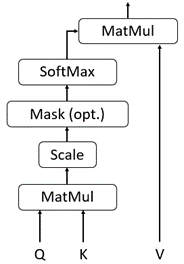 MatMul
SoftMax
Mask (opt.)
Scale
MatMul
Q K V